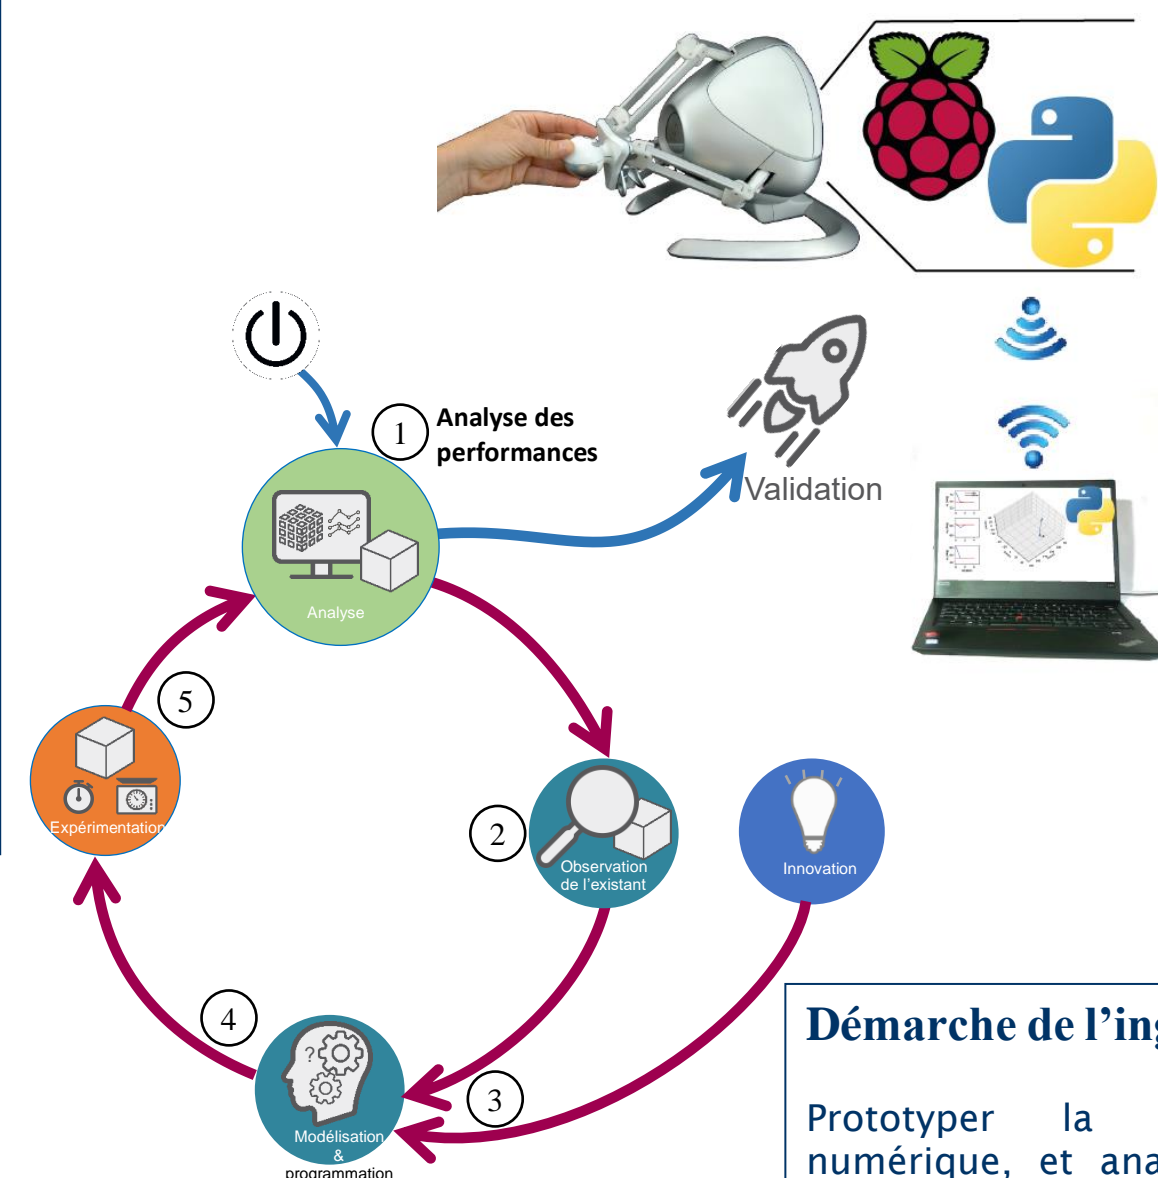 1
Analyse des
performances
Validation
Analyse
5
2
Expérimentation
Observation
de l'existant
Innovation
4
3
?
Modélisation
&
programmation
Démarche de l'ing
Prototyper la
numérique, et ana